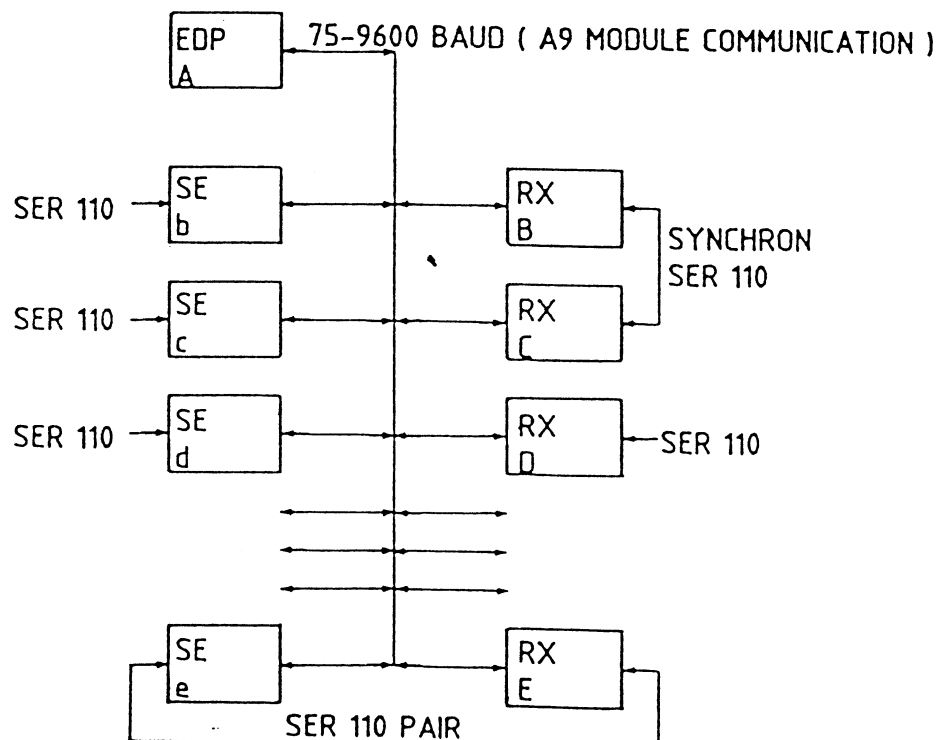 EDP
A
75-9600 BAUD ( A9 MODULE COMMUNICATION )
SER 110
SE
b
RX
B
SYNCHRON
SER 110
SER 110
SE
c
RX
C
SER 110
SE
d
RX
D
SER 110
SE
e
RX
E
SER 110 PAIR